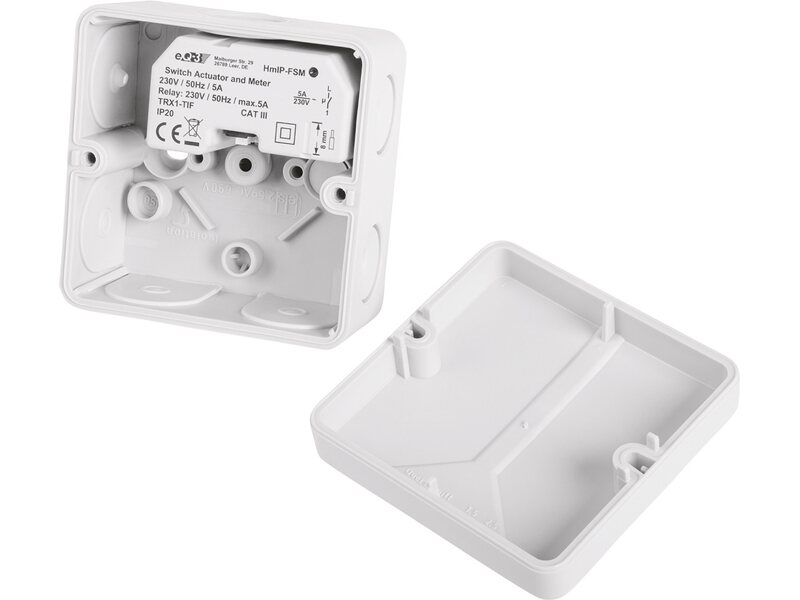 eQ-3
Maiburger Str. 29
26789 Leer, DE
HmIP-FSM
Switch Actuator and Meter
230V / 50Hz / 5A
Relay: 230V / 50Hz / max.5A
TRX1-TIF
IP20
CAT III
CE
5A
230V~
L
P
1
8 mm